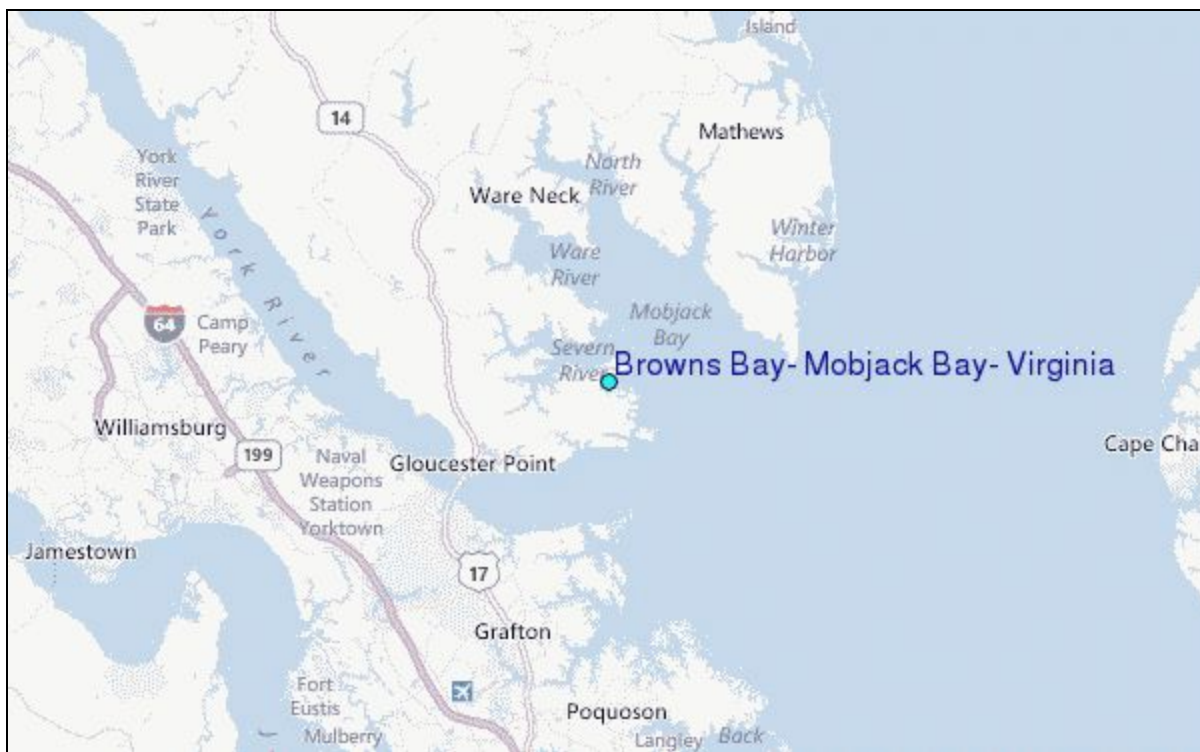 Island
14
Mathews
York
River
State
Park
North
River
Ware Neck
York River
Winter
Harbor
Ware
River
Mobjack
Bay
64
Camp
Peary
Severn
River
Browns Bay- Mobjack Bay- Virginia
Williamsburg
199
Naval
Weapons
Station
Yorktown
Gloucester Point
Cape Cha
Jamestown
17
Grafton
Fort
Eustis
Mulberry
Poquoson
Langley
Back